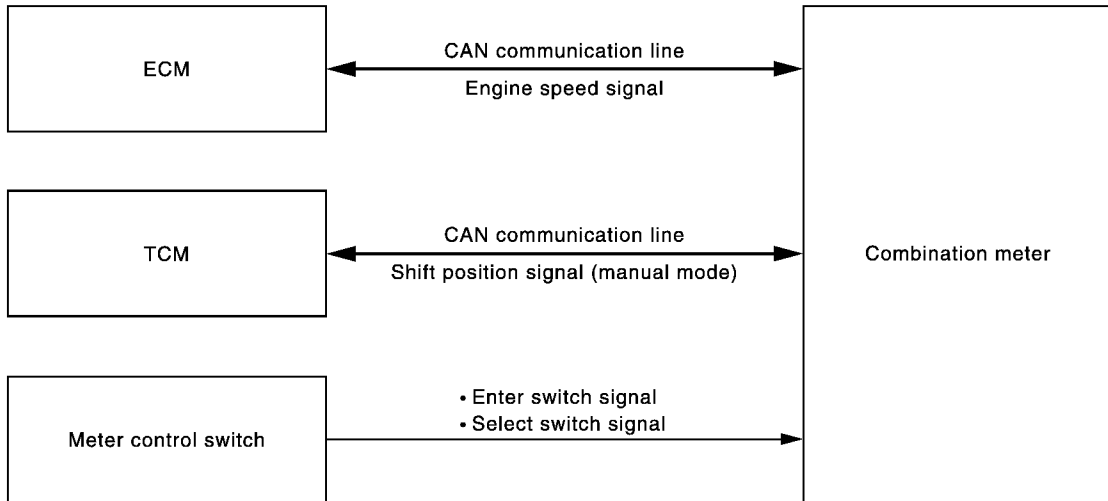 ECM
CAN communication line
Engine speed signal
TCM
CAN communication line
Shift position signal (manual mode)
Combination meter
Meter control switch
• Enter switch signal
• Select switch signal